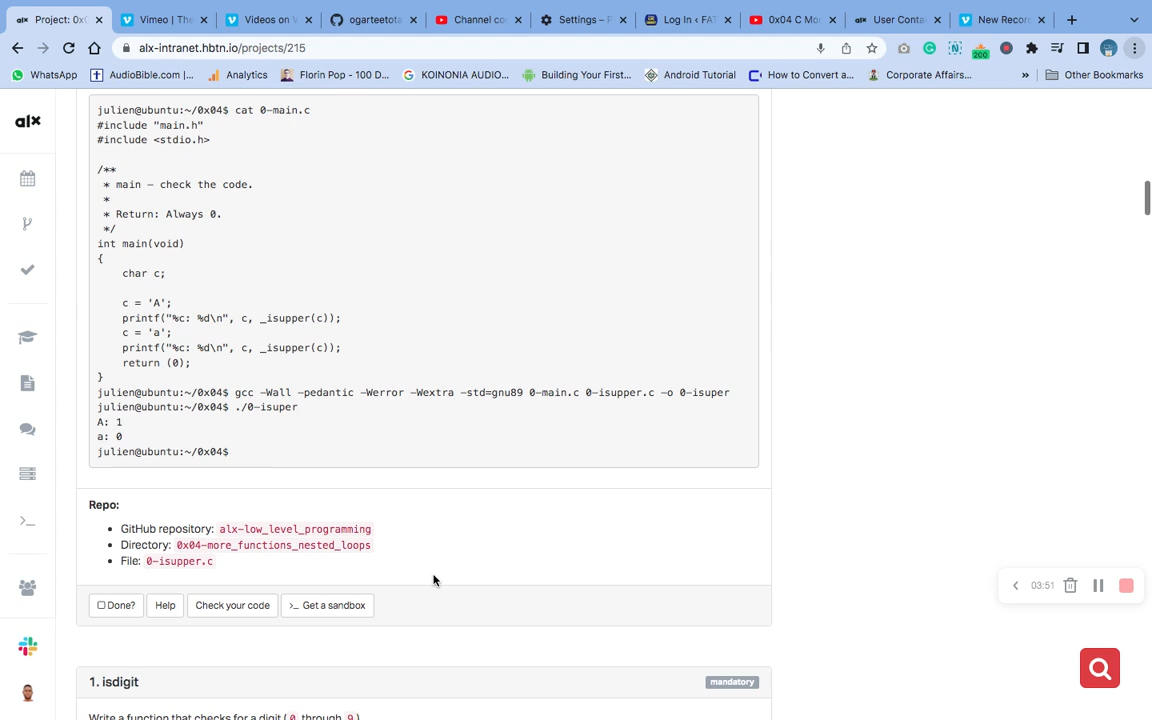 Project: 0x0
Vimeo | The
Videos on V
ogarteetota
Channel co
Settings – P
Log In ‹ FAT
0x04 C Mo
User Conta
New Recor
alx-intranet.hbtn.io/projects/215
200
WhatsApp
AudioBible.com |...
Analytics
Florin Pop - 100 D...
KOINONIA AUDIO...
Building Your First...
Android Tutorial
How to Convert a...
Corporate Affairs...
»
Other Bookmarks
alx
julien@ubuntu:~/0x04$ cat 0-main.c
#include "main.h"
#include <stdio.h>
/**
* main - check the code.
*
* Return: Always 0.
*/
int main(void)
{
char c;
c = 'A';
printf("%c: %d\n", c, _isupper(c));
c = 'a';
printf("%c: %d\n", c, _isupper(c));
return (0);
}
julien@ubuntu:~/0x04$ gcc -Wall -pedantic -Werror -Wextra -std=gnu89 0-main.c 0-isupper.c -o 0-isuper
julien@ubuntu:~/0x04$ ./0-isuper
A: 1
a: 0
julien@ubuntu:~/0x04$
Repo:
• GitHub repository: alx-low_level_programming
• Directory: 0x04-more_functions_nested_loops
• File: 0-isupper.c
Done?
Help
Check your code
>_ Get a sandbox
03:51
1. isdigit
mandatory
Write a function that checks for a digit (0 through 9).